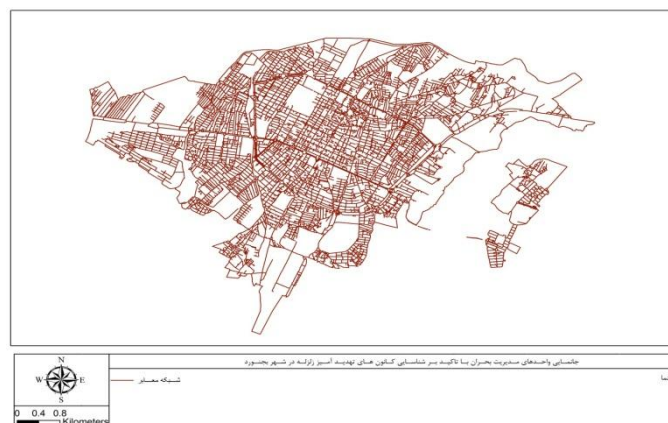 جانمایی واحدهای مدیریت بحران با تاکید بر شناسایی کانون های تهدید آمیز زلزله در شهر بجنورد
شبکه معابر
N
W E
S
0 0.4 0.8
Kilometers